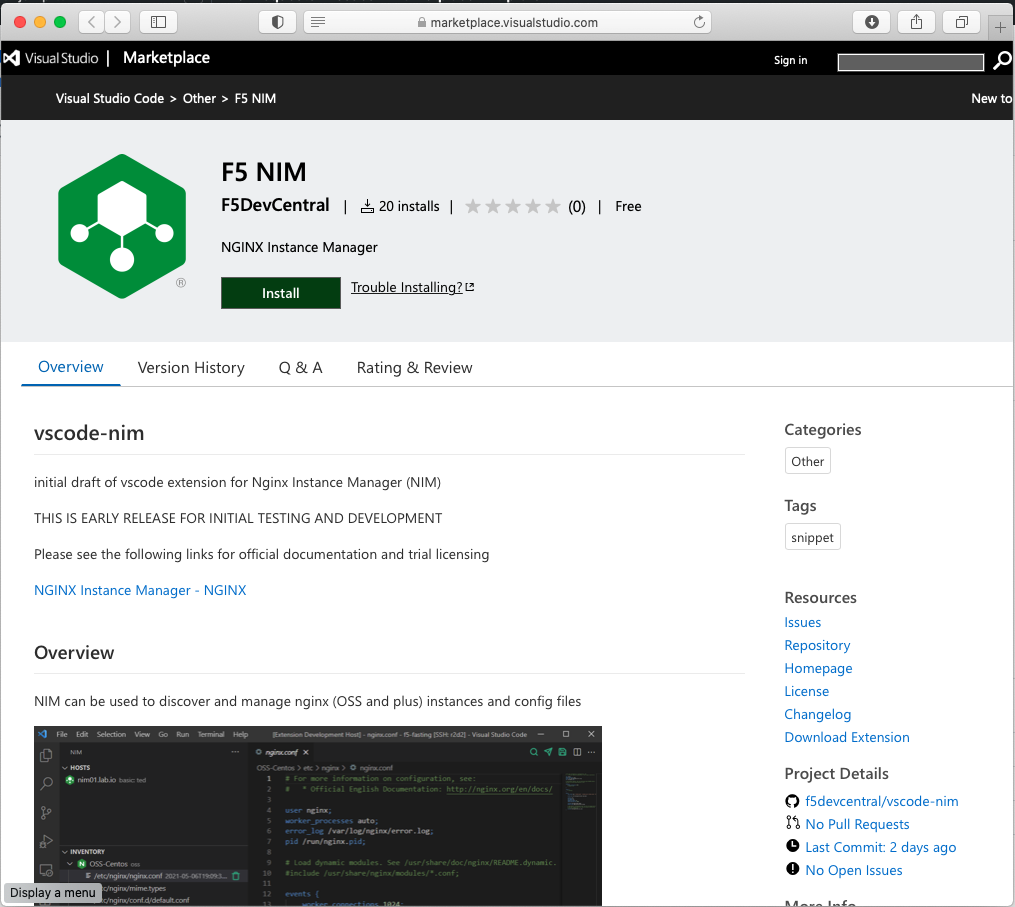 marketplace.visualstudio.com
Visual Studio | Marketplace
Sign in
Visual Studio Code > Other > F5 NIM
New to
F5 NIM
F5DevCentral | 20 installs | (0) | Free
NGINX Instance Manager
Install
Trouble Installing?
®
Overview
Version History
Q & A
Rating & Review
vscode-nim
initial draft of vscode extension for Nginx Instance Manager (NIM)
THIS IS EARLY RELEASE FOR INITIAL TESTING AND DEVELOPMENT
Please see the following links for official documentation and trial licensing
NGINX Instance Manager - NGINX
Overview
NIM can be used to discover and manage nginx (OSS and plus) instances and config files
File Edit Selection View Go Run Terminal Help
[Extension Development Host] - nginx.conf - f5-fasting [SSH: r2d2] - Visual Studio Code
NIM
HOSTS
nim01.lab.io basic ted
INVENTORY
OSS-Centos oss
/etc/nginx/nginx.conf 2021-05-06T19:09:3...
/etc/nginx/mime.types
/etc/nginx/conf.d/default.conf
nginx.conf
OSS-Centos > etc > nginx > nginx.conf
1 # For more information on configuration, see:
2 # * Official English Documentation: http://nginx.org/en/docs/
3
4 user nginx;
5 worker_processes auto;
6 error_log /var/log/nginx/error.log;
7 pid /run/nginx.pid;
8
9 # Load dynamic modules. See /usr/share/doc/nginx/README.dynamic.
10 #include /usr/share/nginx/modules/*.conf;
11
12 events {
13 worker_connections 1024;
Display a menu
Categories
Other
Tags
snippet
Resources
Issues
Repository
Homepage
License
Changelog
Download Extension
Project Details
f5devcentral/vscode-nim
No Pull Requests
Last Commit: 2 days ago
No Open Issues
More Info